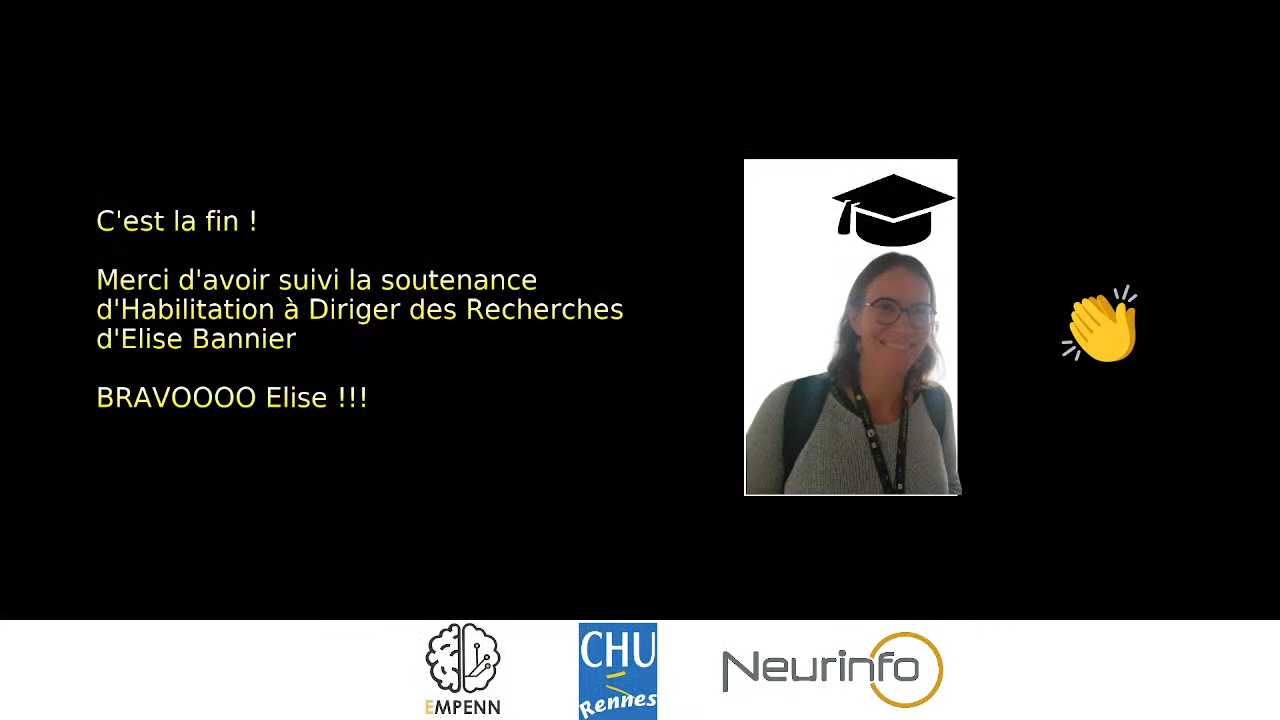 C'est la fin !
Merci d'avoir suivi la soutenance
d'Habilitation à Diriger des Recherches
d'Elise Bannier
BRAVOOOO Elise !!!
EMPENN
CHU
Rennes
Neurinfo